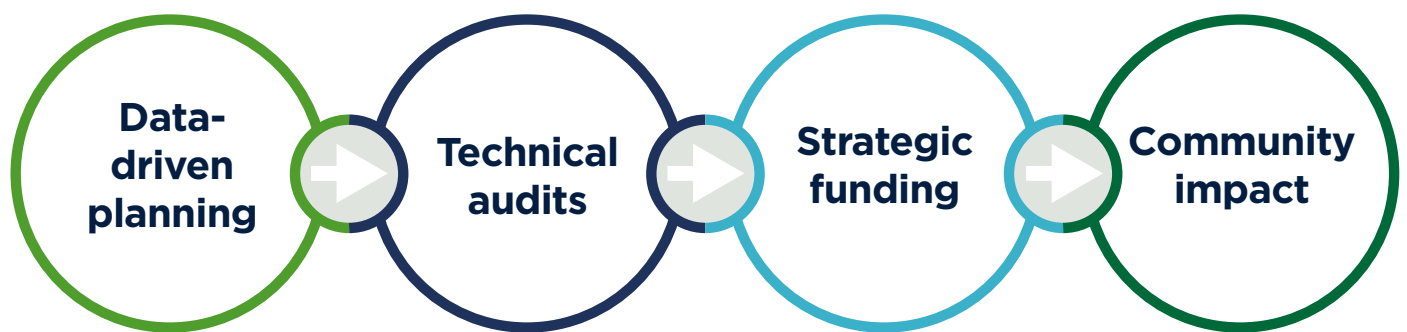 Data-
driven
planning
Technical
audits
Strategic
funding
Community
impact